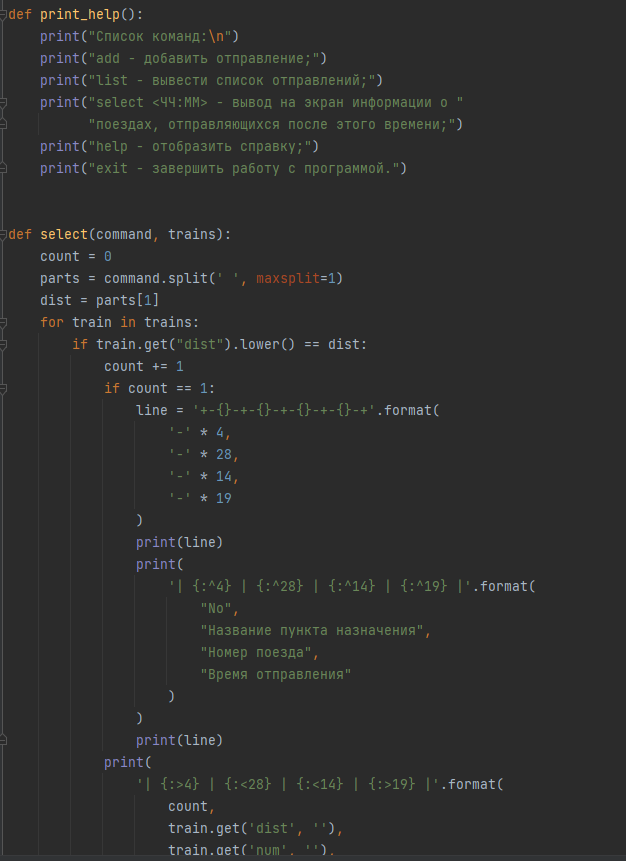 def print_help():
    print("Список команд:\n")
    print("add - добавить отправление;")
    print("list - вывести список отправлений;")
    print("select <ЧЧ:ММ> - вывод на экран информации о "
          "поездах, отправляющихся после этого времени;")
    print("help - отобразить справку;")
    print("exit - завершить работу с программой.")
def select(command, trains):
    count = 0
    parts = command.split(' ', maxsplit=1)
    dist = parts[1]
    for train in trains:
        if train.get("dist").lower() == dist:
            count += 1
            if count == 1:
                line = '+-{}-+-{}-+-{}-+-{}-+'.format(
                    '-' * 4,
                    '-' * 28,
                    '-' * 14,
                    '-' * 19
                )
                print(line)
                print(
                    '| {:^4} | {:^28} | {:^14} | {:^19} |'.format(
                        "No",
                        "Название пункта назначения",
                        "Номер поезда",
                        "Время отправления"
                    )
                )
                print(line)
            print(
                '| {:>4} | {:<28} | {:<14} | {:>19} |'.format(
                    count,
                    train.get('dist', ''),
                    train.get('num', ''),